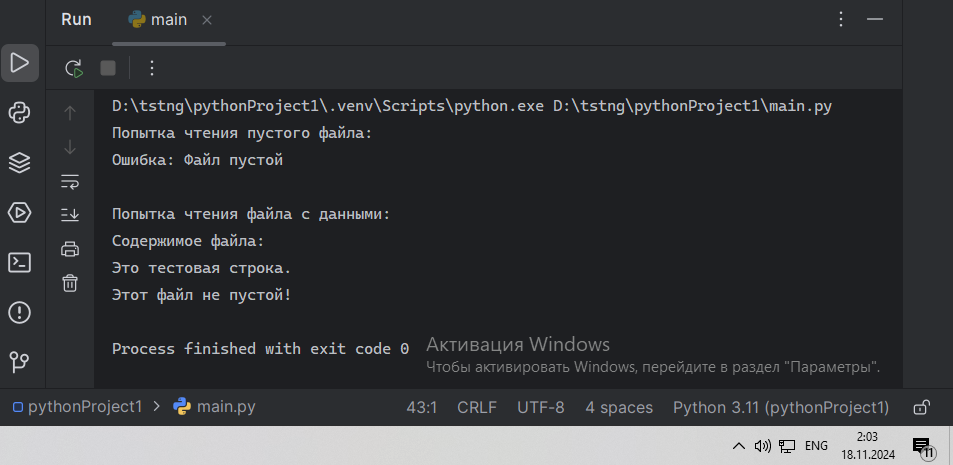 Run main
D:\tstng\pythonProject1\.venv\Scripts\python.exe D:\tstng\pythonProject1\main.py
Попытка чтения пустого файла:
Ошибка: Файл пустой
Попытка чтения файла с данными:
Содержимое файла:
Это тестовая строка.
Этот файл не пустой!
Process finished with exit code 0
Активация Windows
Чтобы активировать Windows, перейдите в раздел "Параметры".
pythonProject1 > main.py 43:1 CRLF UTF-8 4 spaces Python 3.11 (pythonProject1)
ENG 2:03
18.11.2024 11